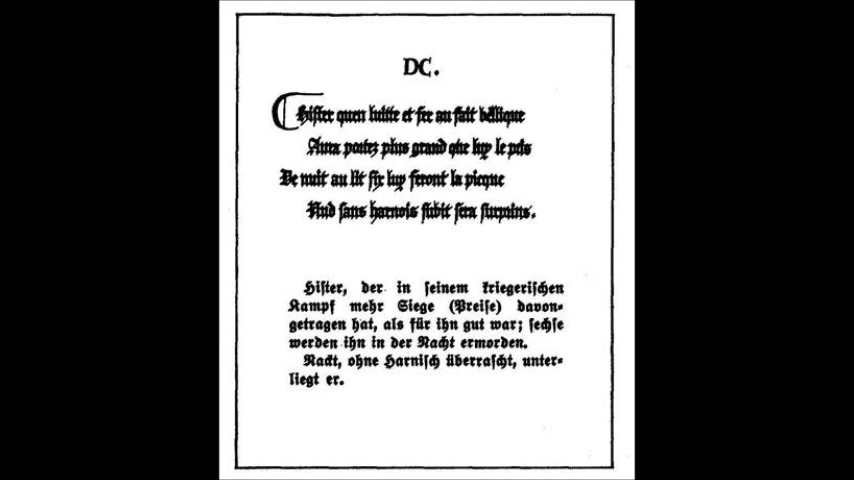 DC.
Hister quen luitte et fer au fait bellique
Aura portez plus grand que luy le pris
De nuit au lit six luy feront la picque
Nud sans harnois subit sera surprins.
Hister, der in seinem kriegerischen
Kampf mehr Siege (Preise) davon-
getragen hat, als für ihn gut war; sechse
werden ihn in der Nacht ermorden.
Nackt, ohne Harnisch überrascht, unter-
liegt er.